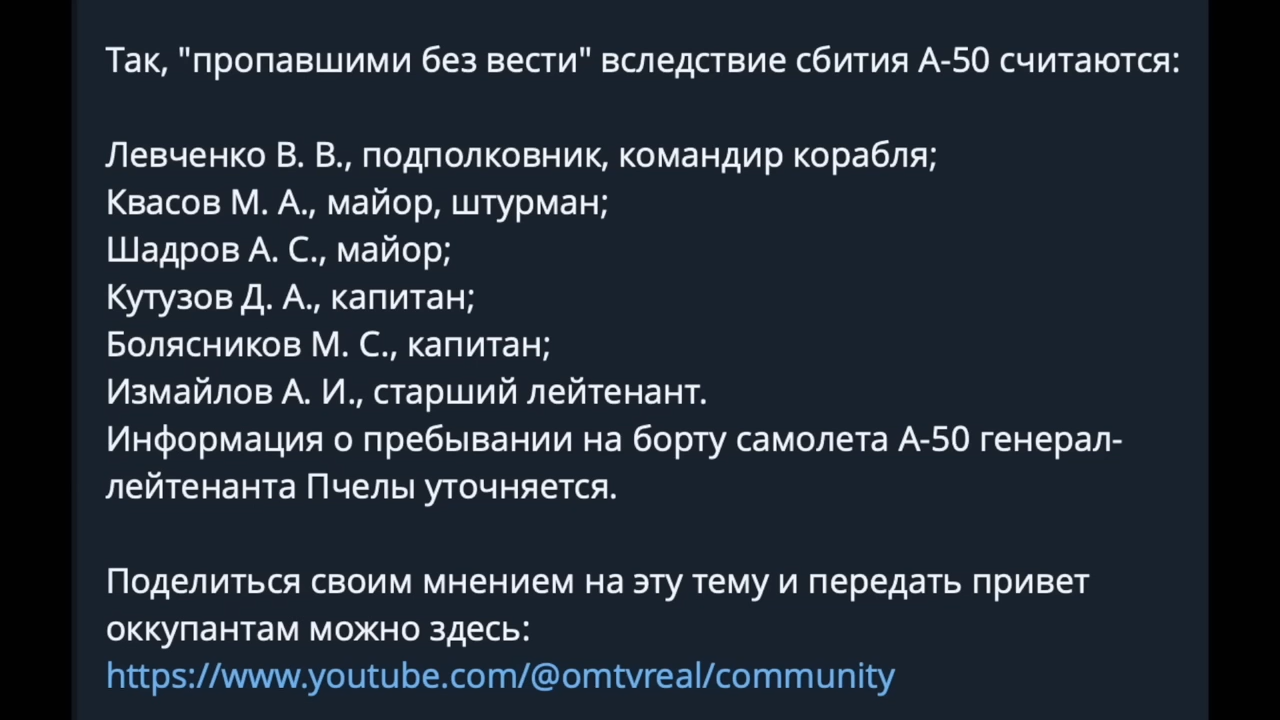 Так, "пропавшими без вести" вследствие сбития А-50 считаются:
Левченко В. В., подполковник, командир корабля;
Квасов М. А., майор, штурман;
Шадров А. С., майор;
Кутузов Д. А., капитан;
Болясников М. С., капитан;
Измайлов А. И., старший лейтенант.
Информация о пребывании на борту самолета А-50 генерал-
лейтенанта Пчелы уточняется.
Поделиться своим мнением на эту тему и передать привет
оккупантам можно здесь:
https://www.youtube.com/@omtvreal/community